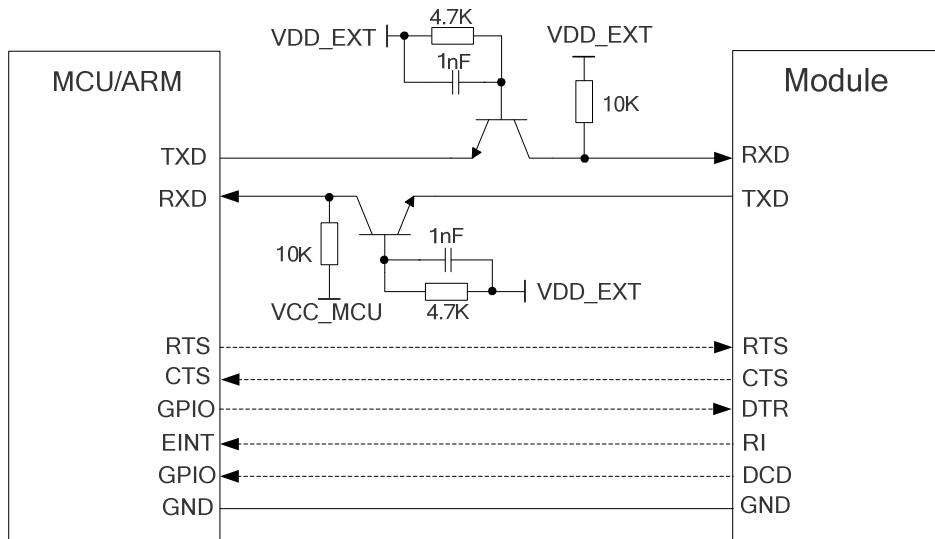 4.7K
VDD_EXT
VDD_EXT
1nF
MCU/ARM
Module
10K
TXD
RXD
RXD
TXD
1nF
10K
VDD_EXT
VCC_MCU
4.7K
RTS
RTS
CTS
CTS
GPIO
DTR
EINT
RI
GPIO
DCD
GND
GND